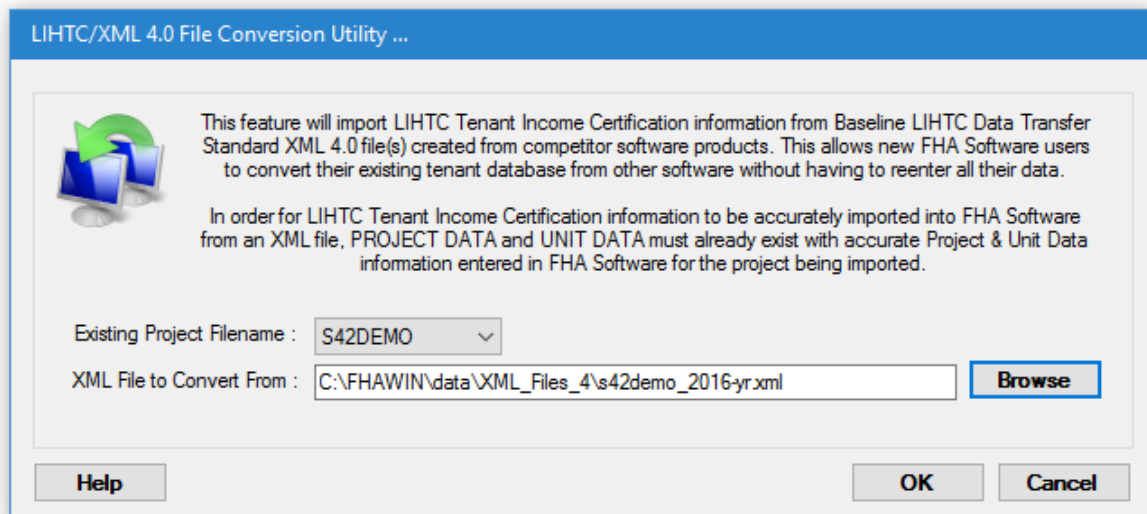 LIHTC/XML 4.0 File Conversion Utility ...
This feature will import LIHTC Tenant Income Certification information from Baseline LIHTC Data Transfer
Standard XML 4.0 file(s) created from competitor software products. This allows new FHA Software users
to convert their existing tenant database from other software without having to reenter all their data.
In order for LIHTC Tenant Income Certification information to be accurately imported into FHA Software
from an XML file, PROJECT DATA and UNIT DATA must already exist with accurate Project & Unit Data
information entered in FHA Software for the project being imported.
Existing Project Filename : S42DEMO
XML File to Convert From : C:\FHAWIN\data\XML_Files_4\s42demo_2016-yr.xml Browse
Help OK Cancel